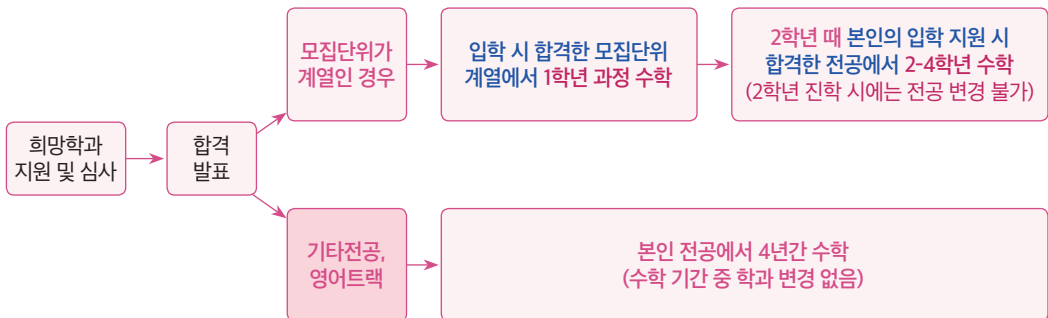 희망학과
지원 및 심사
합격
발표
모집단위가
계열인 경우
입학 시 합격한 모집단위
계열에서 1학년 과정 수학
2학년 때 본인의 입학 지원 시
합격한 전공에서 2-4학년 수학
(2학년 진학 시에는 전공 변경 불가)
기타전공,
영어트랙
본인 전공에서 4년간 수학
(수학 기간 중 학과 변경 없음)